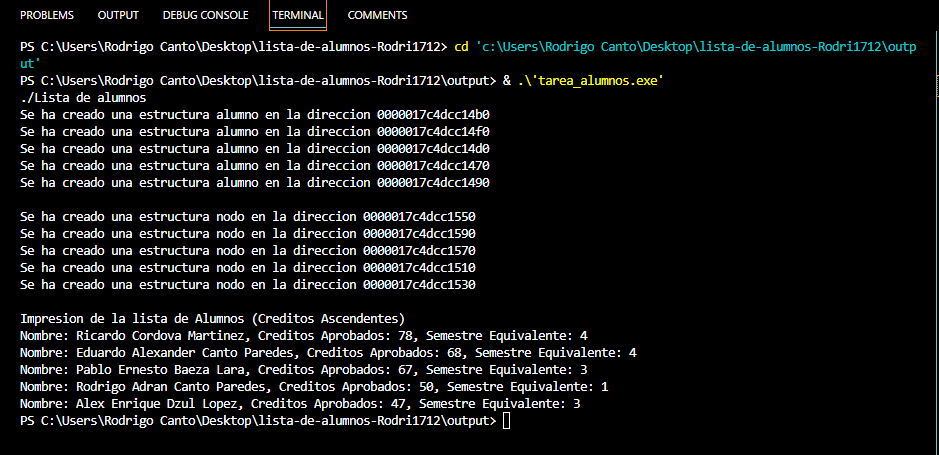 PROBLEMS OUTPUT DEBUG CONSOLE TERMINAL COMMENTS
PS C:\Users\Rodrigo Canto\Desktop\lista-de-alumnos-Rodri1712> cd 'c:\Users\Rodrigo Canto\Desktop\lista-de-alumnos-Rodri1712\outp
ut'
PS C:\Users\Rodrigo Canto\Desktop\lista-de-alumnos-Rodri1712\output> & .\'tarea_alumnos.exe'
./Lista de alumnos
Se ha creado una estructura alumno en la direccion 0000017c4dcc14b0
Se ha creado una estructura alumno en la direccion 0000017c4dcc14f0
Se ha creado una estructura alumno en la direccion 0000017c4dcc14d0
Se ha creado una estructura alumno en la direccion 0000017c4dcc1470
Se ha creado una estructura alumno en la direccion 0000017c4dcc1490
Se ha creado una estructura nodo en la direccion 0000017c4dcc1550
Se ha creado una estructura nodo en la direccion 0000017c4dcc1590
Se ha creado una estructura nodo en la direccion 0000017c4dcc1570
Se ha creado una estructura nodo en la direccion 0000017c4dcc1510
Se ha creado una estructura nodo en la direccion 0000017c4dcc1530
Impresion de la lista de Alumnos (Creditos Ascendentes)
Nombre: Ricardo Cordova Martinez, Creditos Aprobados: 78, Semestre Equivalente: 4
Nombre: Eduardo Alexander Canto Paredes, Creditos Aprobados: 68, Semestre Equivalente: 4
Nombre: Pablo Ernesto Baeza Lara, Creditos Aprobados: 67, Semestre Equivalente: 3
Nombre: Rodrigo Adran Canto Paredes, Creditos Aprobados: 50, Semestre Equivalente: 1
Nombre: Alex Enrique Dzul Lopez, Creditos Aprobados: 47, Semestre Equivalente: 3
PS C:\Users\Rodrigo Canto\Desktop\lista-de-alumnos-Rodri1712\output>